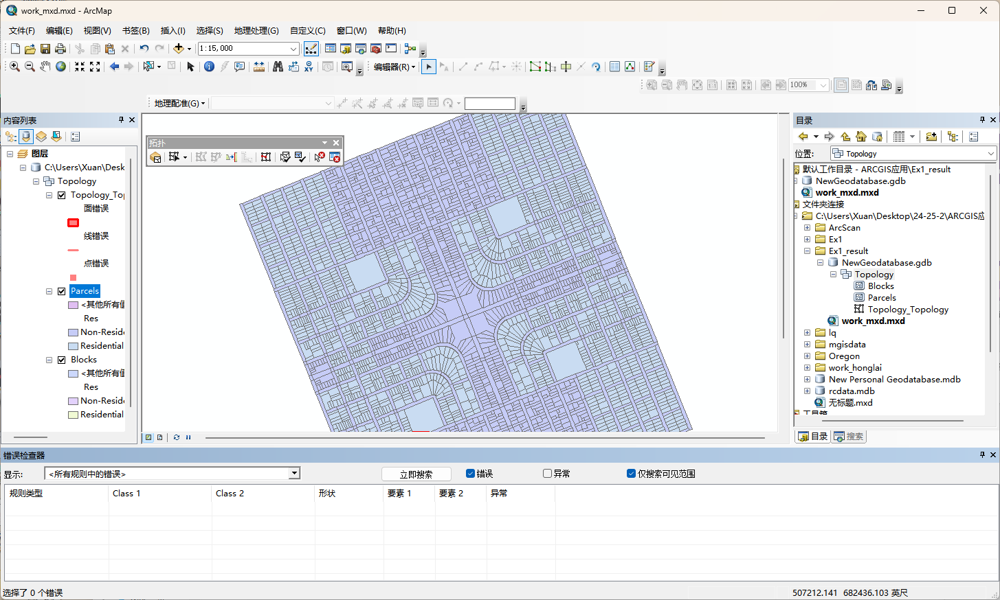 work_mxd.mxd - ArcMap
文件(F) 编辑(E) 视图(V) 书签(B) 插入(I) 选择(S) 地理处理(G) 自定义(C) 窗口(W) 帮助(H)
1:15,000
编辑器(R)
100%
地理配准(G)
内容列表
图层
C:\Users\Xuan\Desk
Topology
Topology_To
面错误
线错误
点错误
Parcels
<其他所有值
Res
Non-Reside
Residential
Blocks
<其他所有值
Res
Non-Reside
Residential
拓扑
目录
位置: Topology
默认工作目录 - ARCGIS应用\Ex1_result
NewGeodatabase.gdb
work_mxd.mxd
文件夹连接
C:\Users\Xuan\Desktop\24-25-2\ARCGIS应
ArcScan
Ex1
Ex1_result
NewGeodatabase.gdb
Topology
Blocks
Parcels
Topology_Topology
work_mxd.mxd
lq
mgisdata
Oregon
work_honglai
New Personal Geodatabase.mdb
rcdata.mdb
无标题.mxd
工具箱
目录 搜索
错误检查器
显示: <所有规则中的错误> 立即搜索 错误 异常 仅搜索可见范围
规则类型 Class 1 Class 2 形状 要素 1 要素 2 异常
选择了 0 个错误
507212.141 682436.103 英尺